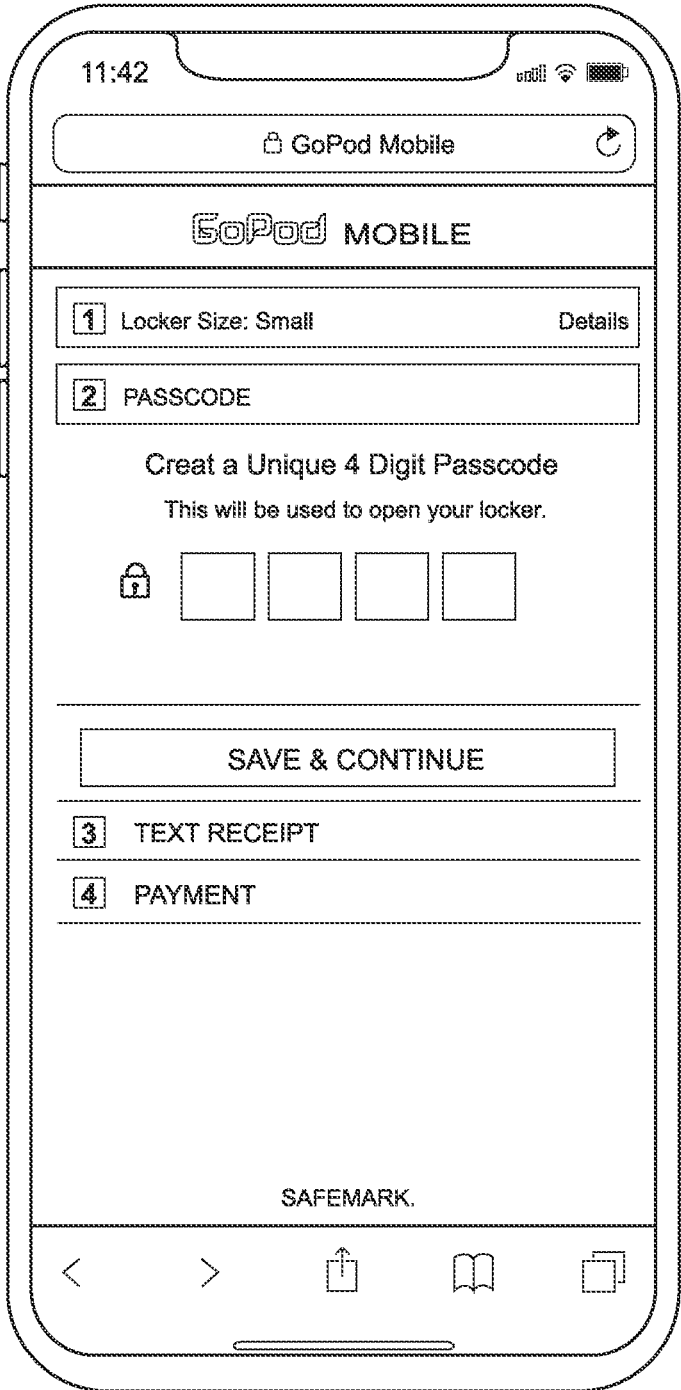 11:42
GoPod Mobile
GoPod MOBILE
1 Locker Size: Small Details
2 PASSCODE
Creat a Unique 4 Digit Passcode
This will be used to open your locker.
SAVE & CONTINUE
3 TEXT RECEIPT
4 PAYMENT
SAFEMARK.